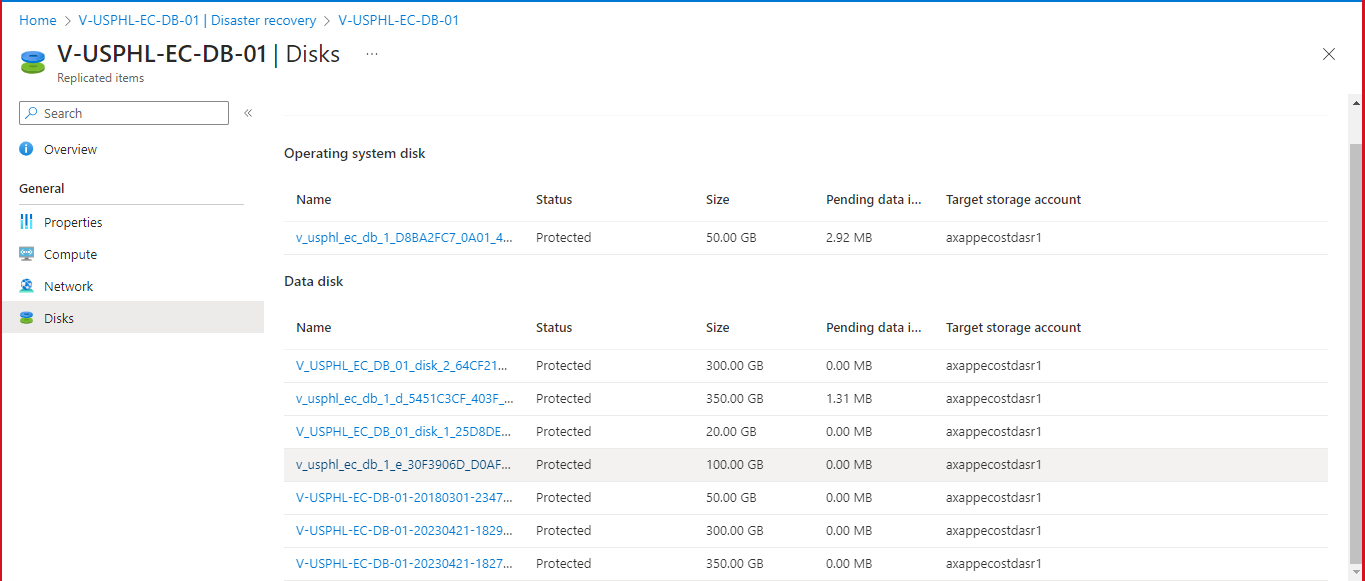 Home > V-USPHL-EC-DB-01 | Disaster recovery > V-USPHL-EC-DB-01
V-USPHL-EC-DB-01 | Disks ...
Replicated items
Search «
Overview
General
Properties
Compute
Network
Disks
Operating system disk
Name Status Size Pending data i... Target storage account
v_usphl_ec_db_1_D8BA2FC7_0A01_4... Protected 50.00 GB 2.92 MB axappecostdasr1
Data disk
Name Status Size Pending data i... Target storage account
V_USPHL_EC_DB_01_disk_2_64CF21... Protected 300.00 GB 0.00 MB axappecostdasr1
v_usphl_ec_db_1_d_5451C3CF_403F_... Protected 350.00 GB 1.31 MB axappecostdasr1
V_USPHL_EC_DB_01_disk_1_25D8DE... Protected 20.00 GB 0.00 MB axappecostdasr1
v_usphl_ec_db_1_e_30F3906D_D0AF... Protected 100.00 GB 0.00 MB axappecostdasr1
V-USPHL-EC-DB-01-20180301-2347... Protected 50.00 GB 0.00 MB axappecostdasr1
V-USPHL-EC-DB-01-20230421-1829... Protected 300.00 GB 0.00 MB axappecostdasr1
V-USPHL-EC-DB-01-20230421-1827... Protected 350.00 GB 0.00 MB axappecostdasr1